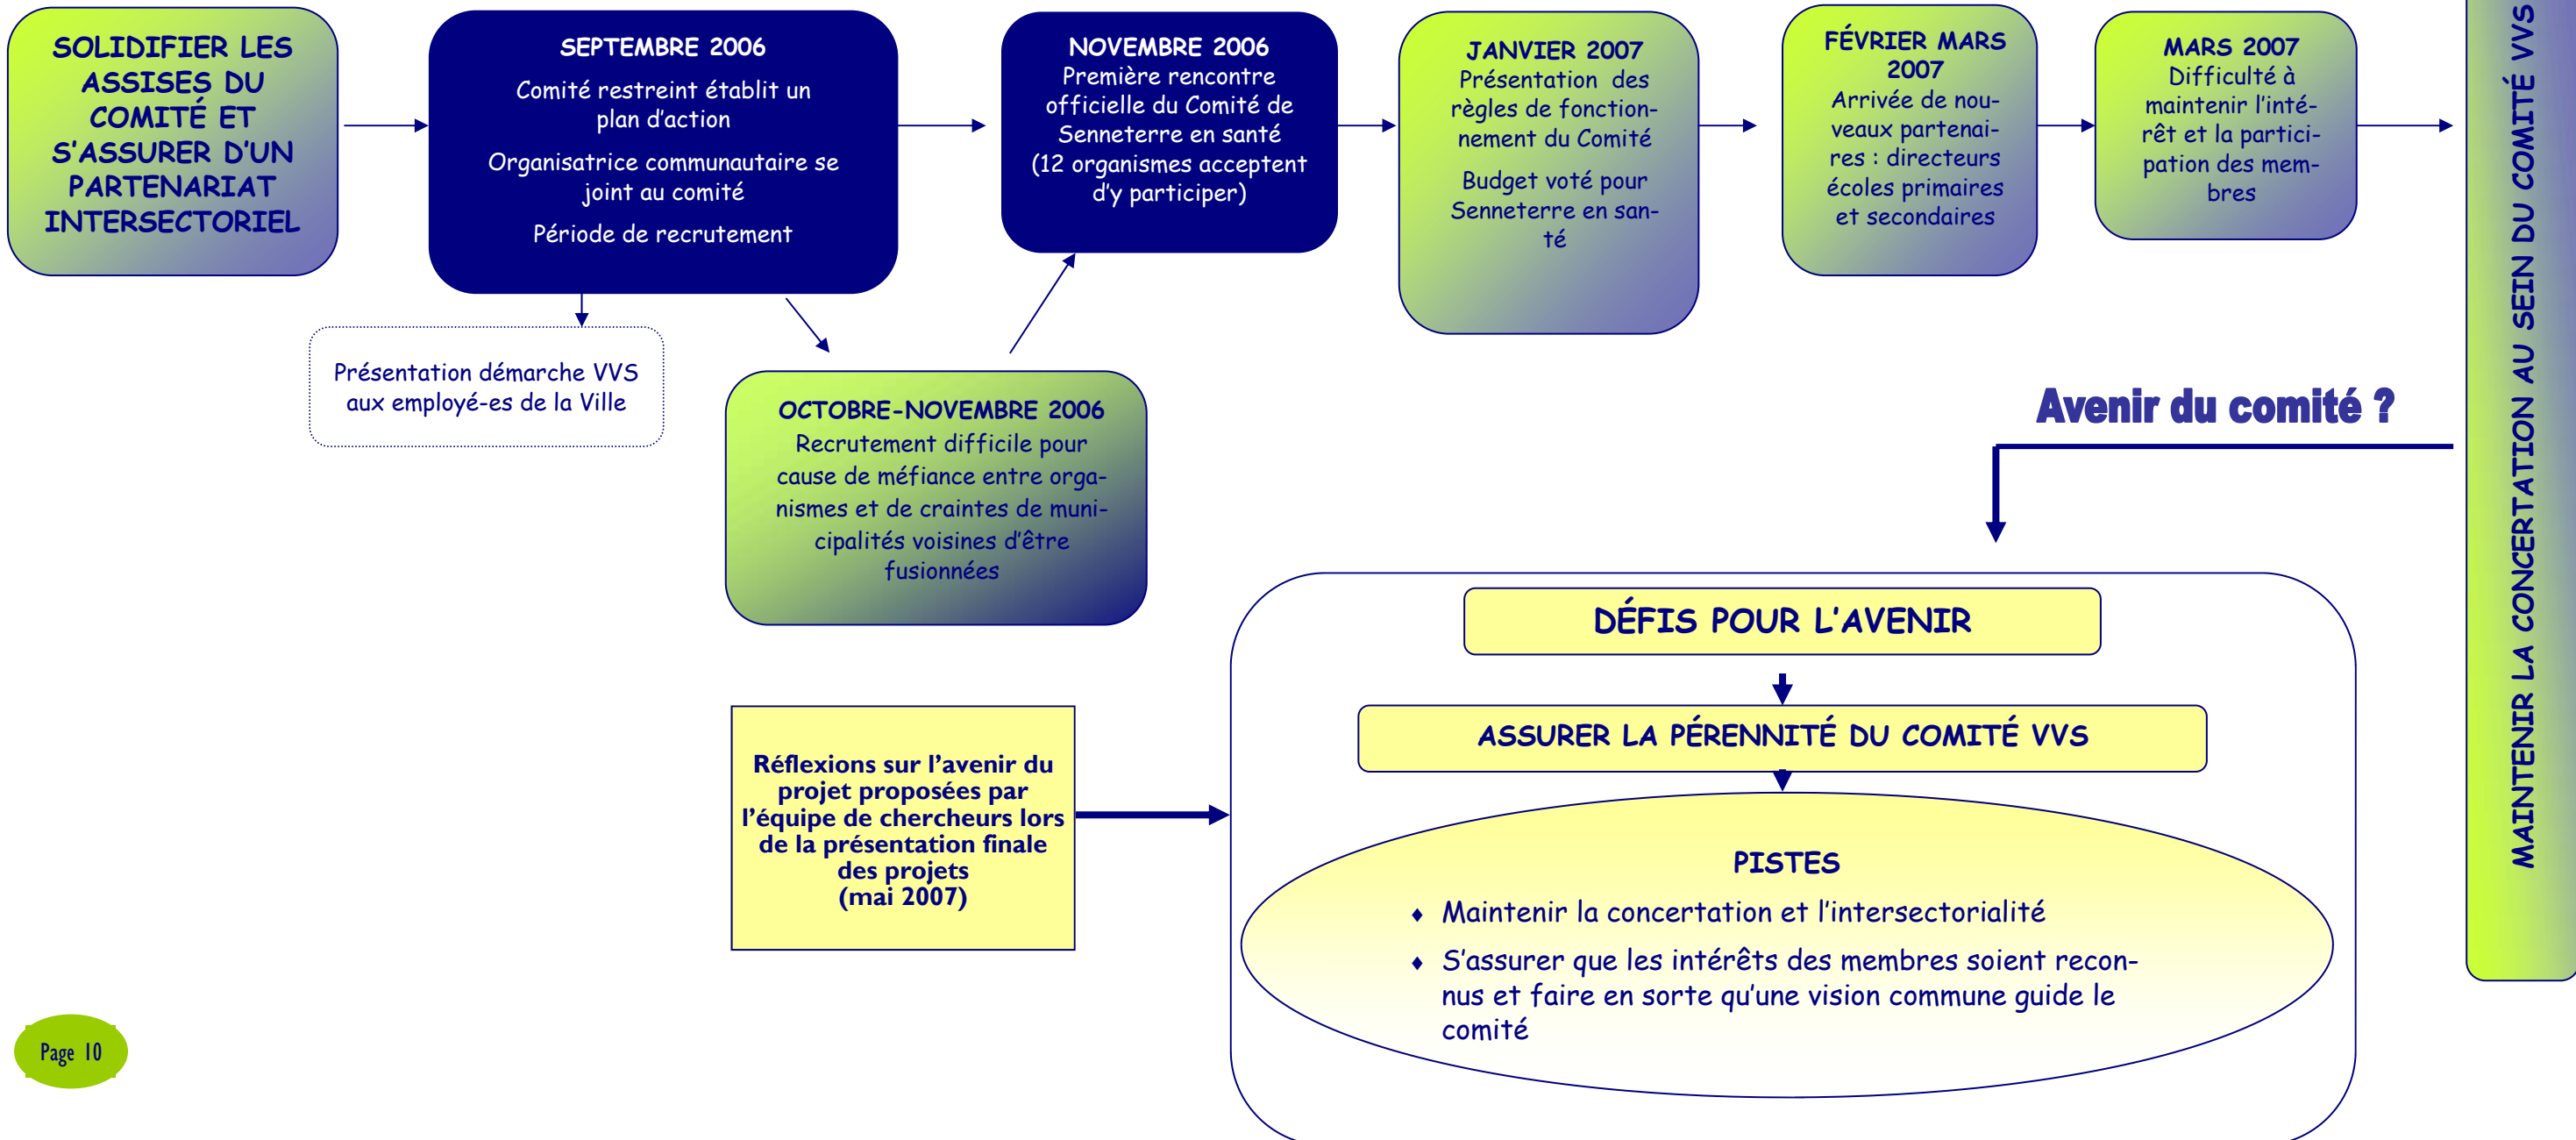 SOLIDIFIER LES
ASSISES DU
COMITÉ ET
S'ASSURER D'UN
PARTENARIAT
INTERSECTORIEL
SEPTEMBRE 2006
Comité restreint établit un
plan d'action
Organisatrice communautaire se
joint au comité
Période de recrutement
NOVEMBRE 2006
Première rencontre
officielle du Comité de
Senneterre en santé
(12 organismes acceptent
d'y participer)
JANVIER 2007
Présentation des
règles de fonction-
nement du Comité
Budget voté pour
Senneterre en san-
té
FÉVRIER MARS
2007
Arrivée de nou-
veaux partenai-
res : directeurs
écoles primaires
et secondaires
MARS 2007
Difficulté à
maintenir l'inté-
rêt et la partici-
pation des mem-
bres
MAINTENIR LA CONCERTATION AU SEIN DU COMITÉ VVS
Présentation démarche VVS
aux employé-es de la Ville
OCTOBRE-NOVEMBRE 2006
Recrutement difficile pour
cause de méfiance entre orga-
nismes et de craintes de muni-
cipalités voisines d'être
fusionnées
Avenir du comité ?
DÉFIS POUR L'AVENIR
ASSURER LA PÉRENNITÉ DU COMITÉ VVS
Réflexions sur l'avenir du
projet proposées par
l'équipe de chercheurs lors
de la présentation finale
des projets
(mai 2007)
PISTES
♦ Maintenir la concertation et l'intersectorialité
♦ S'assurer que les intérêts des membres soient recon-
nus et faire en sorte qu'une vision commune guide le
comité
Page 10